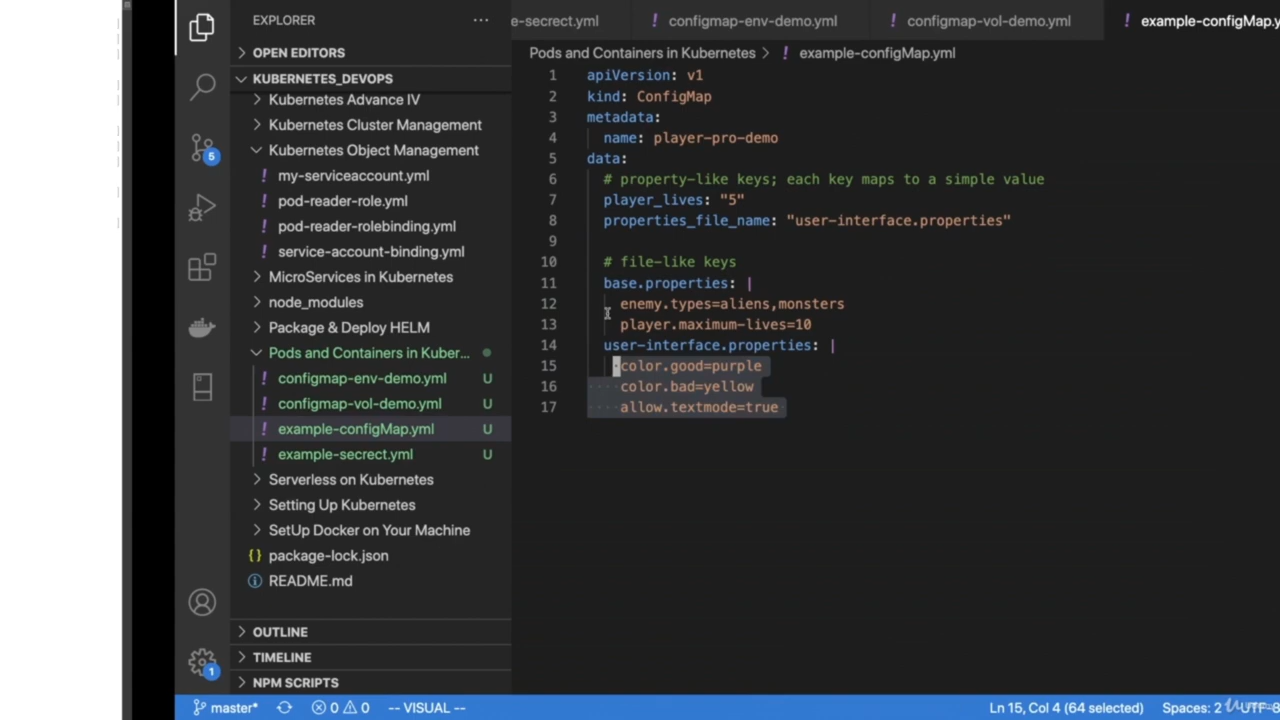 EXPLORER
OPEN EDITORS
KUBERNETES_DEVOPS
Kubernetes Advance IV
Kubernetes Cluster Management
Kubernetes Object Management
my-serviceaccount.yml
pod-reader-role.yml
pod-reader-rolebinding.yml
service-account-binding.yml
MicroServices in Kubernetes
node_modules
Package & Deploy HELM
Pods and Containers in Kuber...
configmap-env-demo.yml U
configmap-vol-demo.yml U
example-configMap.yml U
example-secrect.yml U
Serverless on Kubernetes
Setting Up Kubernetes
SetUp Docker on Your Machine
package-lock.json
README.md
OUTLINE
TIMELINE
NPM SCRIPTS
5
1
e-secrect.yml ! configmap-env-demo.yml ! configmap-vol-demo.yml ! example-configMap.y
Pods and Containers in Kubernetes > ! example-configMap.yml
1 apiVersion: v1
2 kind: ConfigMap
3 metadata:
4 name: player-pro-demo
5 data:
6 # property-like keys; each key maps to a simple value
7 player_lives: "5"
8 properties_file_name: "user-interface.properties"
9
10 # file-like keys
11 base.properties: |
12 enemy.types=aliens,monsters
13 player.maximum-lives=10
14 user-interface.properties: |
15 color.good=purple
16 color.bad=yellow
17 allow.textmode=true
master* 0 0 -- VISUAL -- Ln 15, Col 4 (64 selected) Spaces: 2 UTF-8